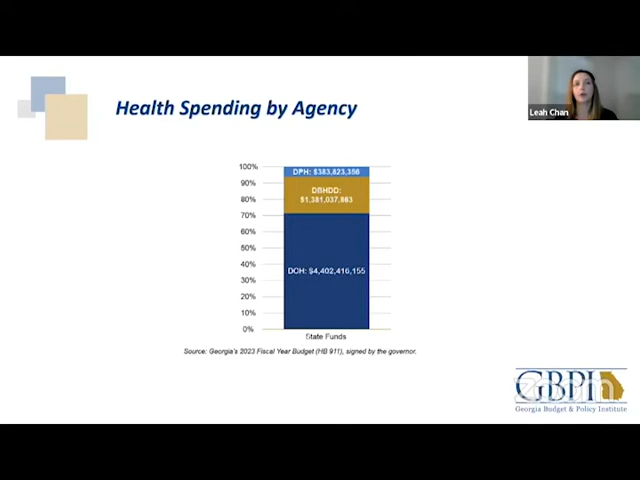 Leah Chan
Health Spending by Agency
100%
90%
80%
70%
60%
50%
40%
30%
20%
10%
0%
DPH: $383,823,356
DBHDD:
$1,381,037,863
DCH: $4,402,416,155
State Funds
Source: Georgia's 2023 Fiscal Year Budget (HB 911), signed by the governor.
GBPI
zoom
Georgia Budget & Policy Institute